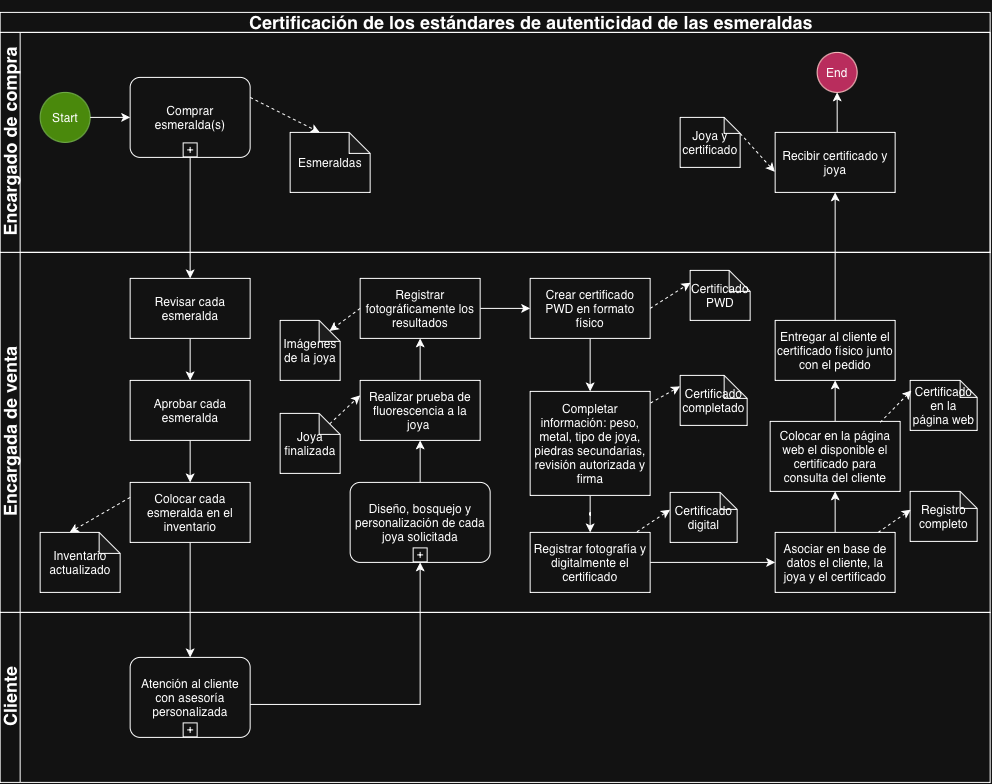 Certificación de los estándares de autenticidad de las esmeraldas
Encargado de compra
Start
Comprar
esmeralda(s)
+
Esmeraldas
Joya y
certificado
End
Recibir certificado y
joya
Encargada de venta
Revisar cada
esmeralda
Aprobar cada
esmeralda
Colocar cada
esmeralda en el
inventario
Inventario
actualizado
Registrar
fotográficamente los
resultados
Imágenes
de la joya
Realizar prueba de
fluorescencia a la
joya
Joya
finalizada
Diseño, bosquejo y
personalización de cada
joya solicitada
+
Crear certificado
PWD en formato
físico
Certificado
PWD
Completar
información: peso,
metal, tipo de joya,
piedras secundarias,
revisión autorizada y
firma
Certificado
completado
Registrar fotografía y
digitalmente el
certificado
Certificado
digital
Entregar al cliente el
certificado físico junto
con el pedido
Colocar en la página
web el disponible el
certificado para
consulta del cliente
Certificado
en la
página web
Asociar en base de
datos el cliente, la
joya y el certificado
Registro
completo
Cliente
Atención al cliente
con asesoría
personalizada
+